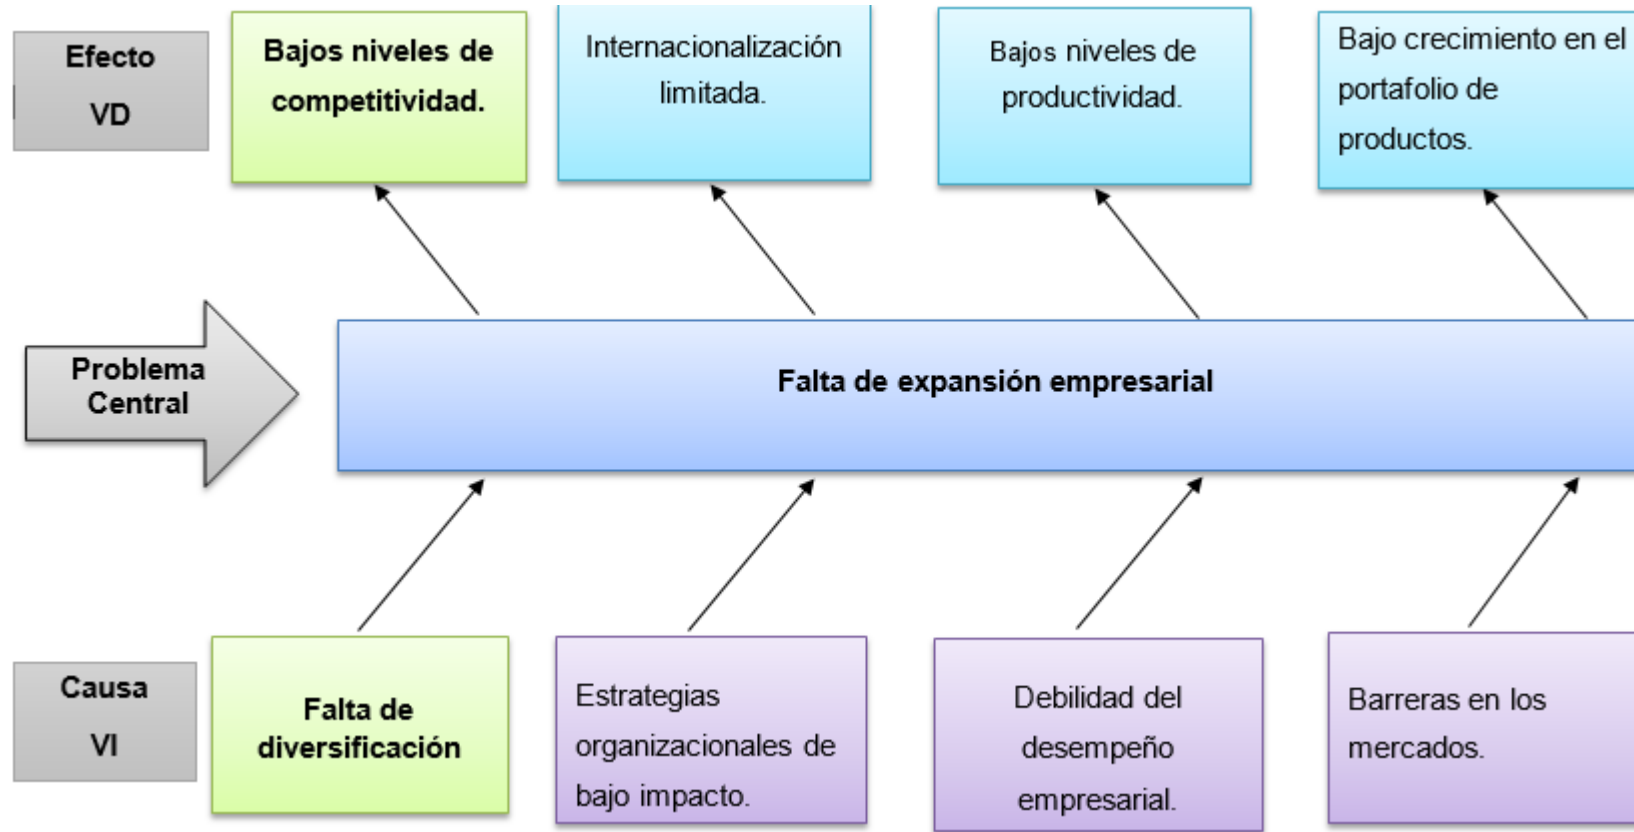 Efecto
VD
Bajos niveles de
competitividad.
Internacionalización
limitada.
Bajos niveles de
productividad.
Bajo crecimiento en el
portafolio de
productos.
Problema
Central
Falta de expansión empresarial
Causa
VI
Falta de
diversificación
Estrategias
organizacionales de
bajo impacto.
Debilidad del
desempeño
empresarial.
Barreras en los
mercados.